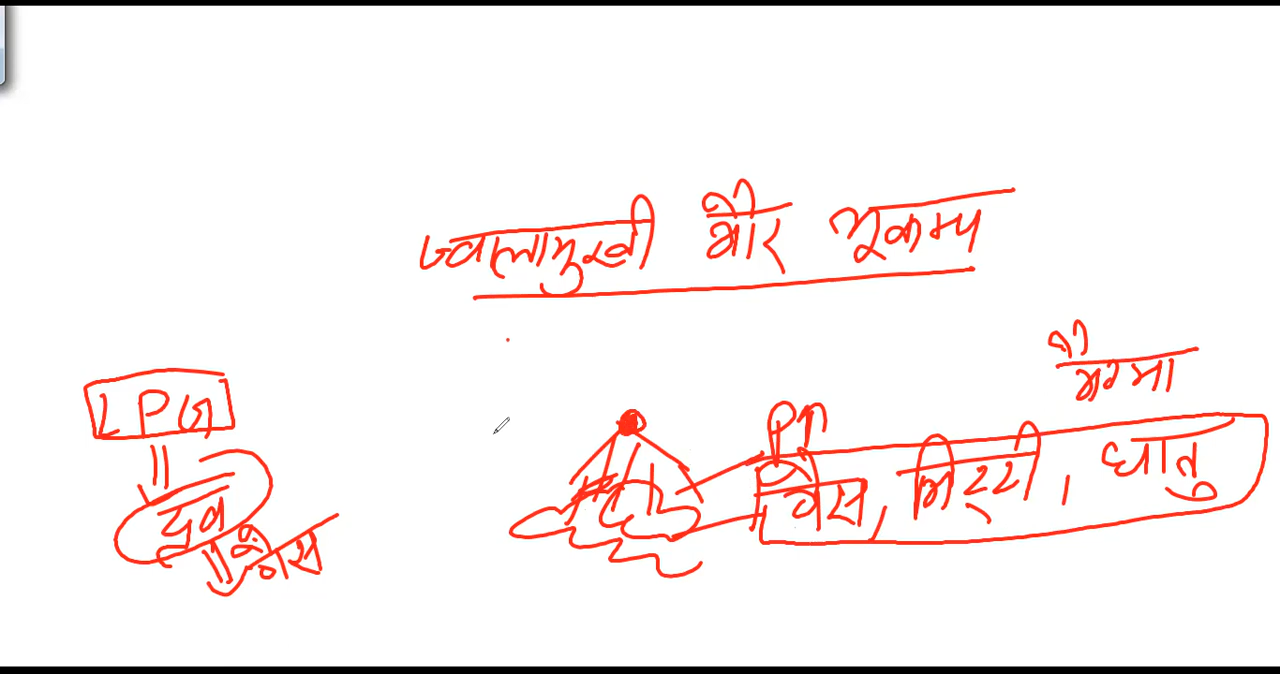 ज्वालामुखी और भूकम्प
LPG
द्रव
गैस
गैस, मिट्टी, धातु